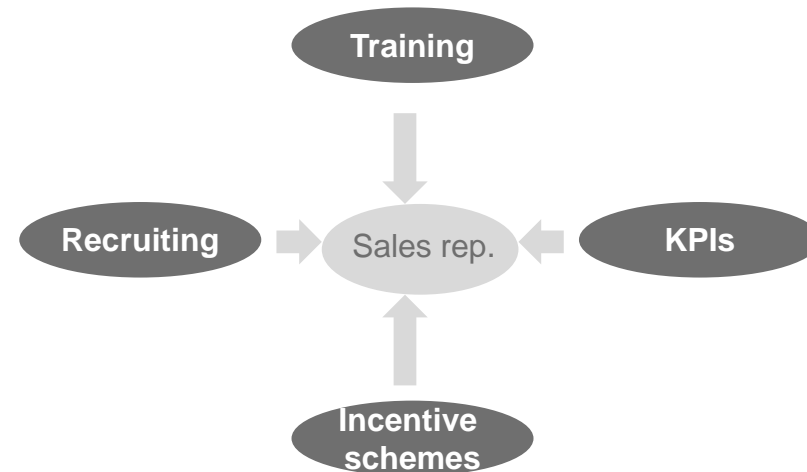 Training
Recruiting
Sales rep.
KPIs
Incentive
schemes